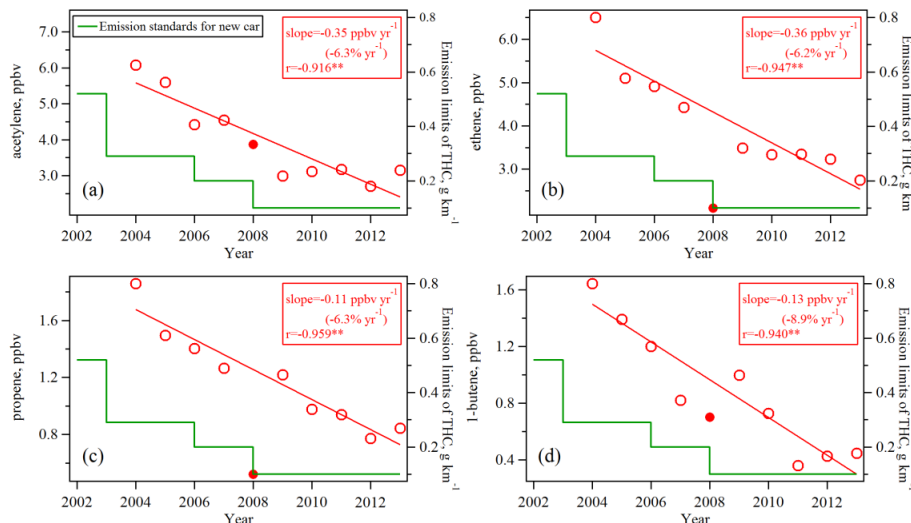 Emission standards for new car
slope=-0.35 ppbv yr-1
(-6.3% yr-1)
r=-0.916**
7.0
6.0
5.0
4.0
3.0
acetylene, ppbv
0.8
0.6
0.4
0.2
Emission limits of THC, g km-1
(a)
2002 2004 2006 2008 2010 2012
Year
slope=-0.36 ppbv yr-1
(-6.2% yr-1)
r=-0.947**
6.0
5.0
4.0
3.0
ethene, ppbv
0.8
0.6
0.4
0.2
Emission limits of THC, g km-1
(b)
2002 2004 2006 2008 2010 2012
Year
slope=-0.11 ppbv yr-1
(-6.3% yr-1)
r=-0.959**
1.6
1.2
0.8
propene, ppbv
0.8
0.6
0.4
0.2
Emission limits of THC, g km-1
(c)
2002 2004 2006 2008 2010 2012
Year
slope=-0.13 ppbv yr-1
(-8.9% yr-1)
r=-0.940**
1.6
1.2
0.8
0.4
1-butene, ppbv
0.8
0.6
0.4
0.2
Emission limits of THC, g km-1
(d)
2002 2004 2006 2008 2010 2012
Year